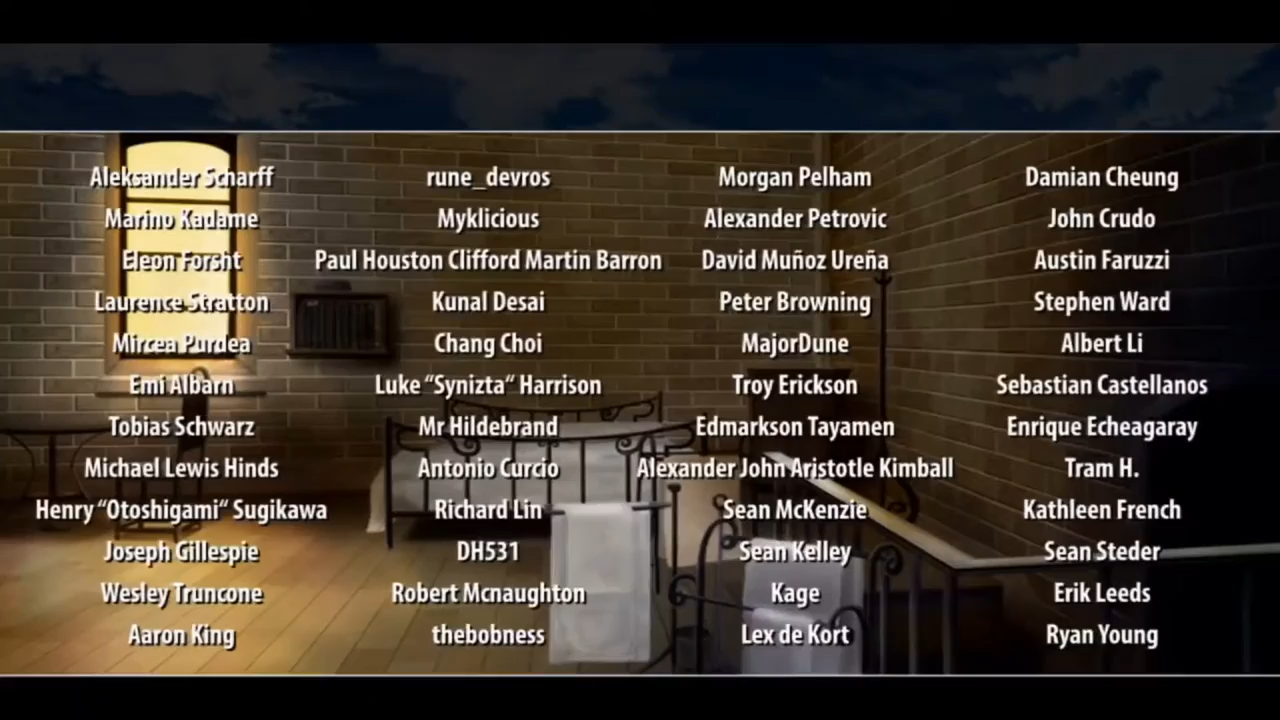 Aleksander Scharff
Marino Kadame
Eleon Forsht
Laurence Stratton
Mircea Purdea
Emi Albarn
Tobias Schwarz
Michael Lewis Hinds
Henry “Otoshigami“ Sugikawa
Joseph Gillespie
Wesley Truncone
Aaron King
rune_devros
Myklicious
Paul Houston Clifford Martin Barron
Kunal Desai
Chang Choi
Luke “Synizta“ Harrison
Mr Hildebrand
Antonio Curcio
Richard Lin
DH531
Robert Mcnaughton
thebobness
Morgan Pelham
Alexander Petrovic
David Muñoz Ureña
Peter Browning
MajorDune
Troy Erickson
Edmarkson Tayamen
Alexander John Aristotle Kimball
Sean McKenzie
Sean Kelley
Kage
Lex de Kort
Damian Cheung
John Crudo
Austin Faruzzi
Stephen Ward
Albert Li
Sebastian Castellanos
Enrique Echeagaray
Tram H.
Kathleen French
Sean Steder
Erik Leeds
Ryan Young